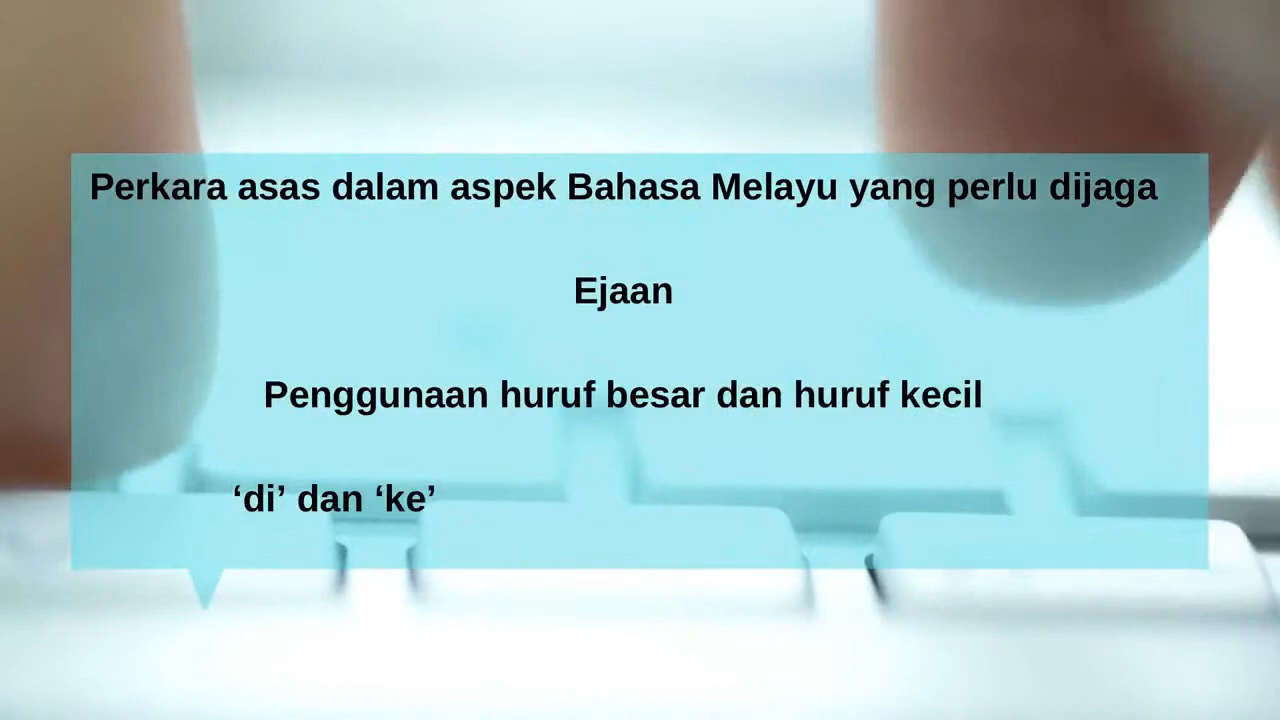 Perkara asas dalam aspek Bahasa Melayu yang perlu dijaga
Ejaan
Penggunaan huruf besar dan huruf kecil
‘di’ dan ‘ke’